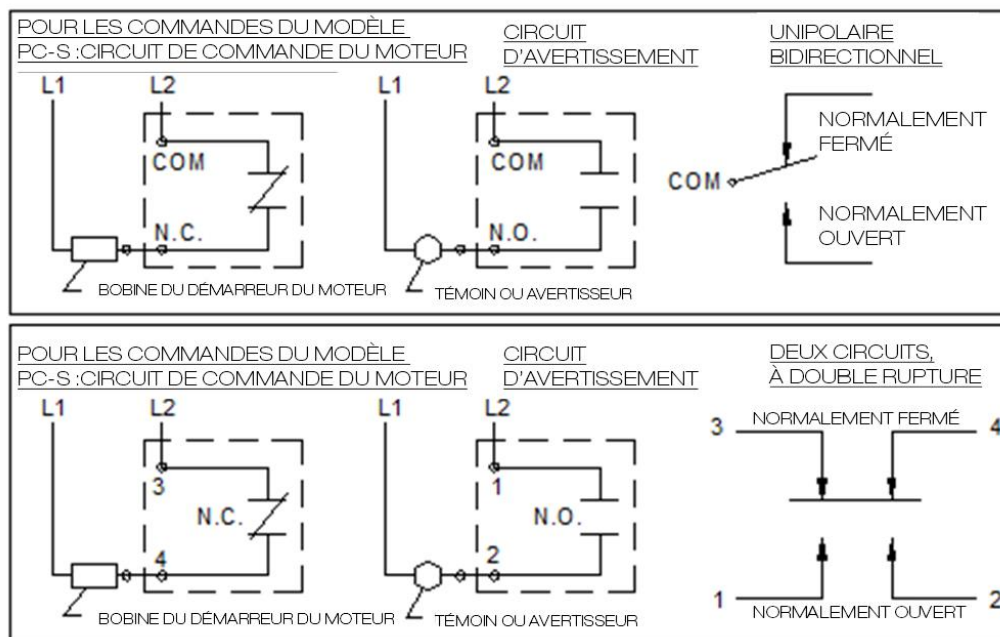 POUR LES COMMANDES DU MODÈLE
PC-S :CIRCUIT DE COMMANDE DU MOTEUR
CIRCUIT
D'AVERTISSEMENT
UNIPOLAIRE
BIDIRECTIONNEL
L1
L2
COM
N.C.
BOBINE DU DÉMARREUR DU MOTEUR
L1
L2
COM
N.O.
TÉMOIN OU AVERTISSEUR
NORMALEMENT
FERMÉ
COM
NORMALEMENT
OUVERT
POUR LES COMMANDES DU MODÈLE
PC-S :CIRCUIT DE COMMANDE DU MOTEUR
CIRCUIT
D'AVERTISSEMENT
DEUX CIRCUITS,
À DOUBLE RUPTURE
L1
L2
3
N.C.
4
BOBINE DU DÉMARREUR DU MOTEUR
L1
L2
1
N.O.
2
TÉMOIN OU AVERTISSEUR
3 NORMALEMENT FERMÉ 4
1 NORMALEMENT OUVERT 2